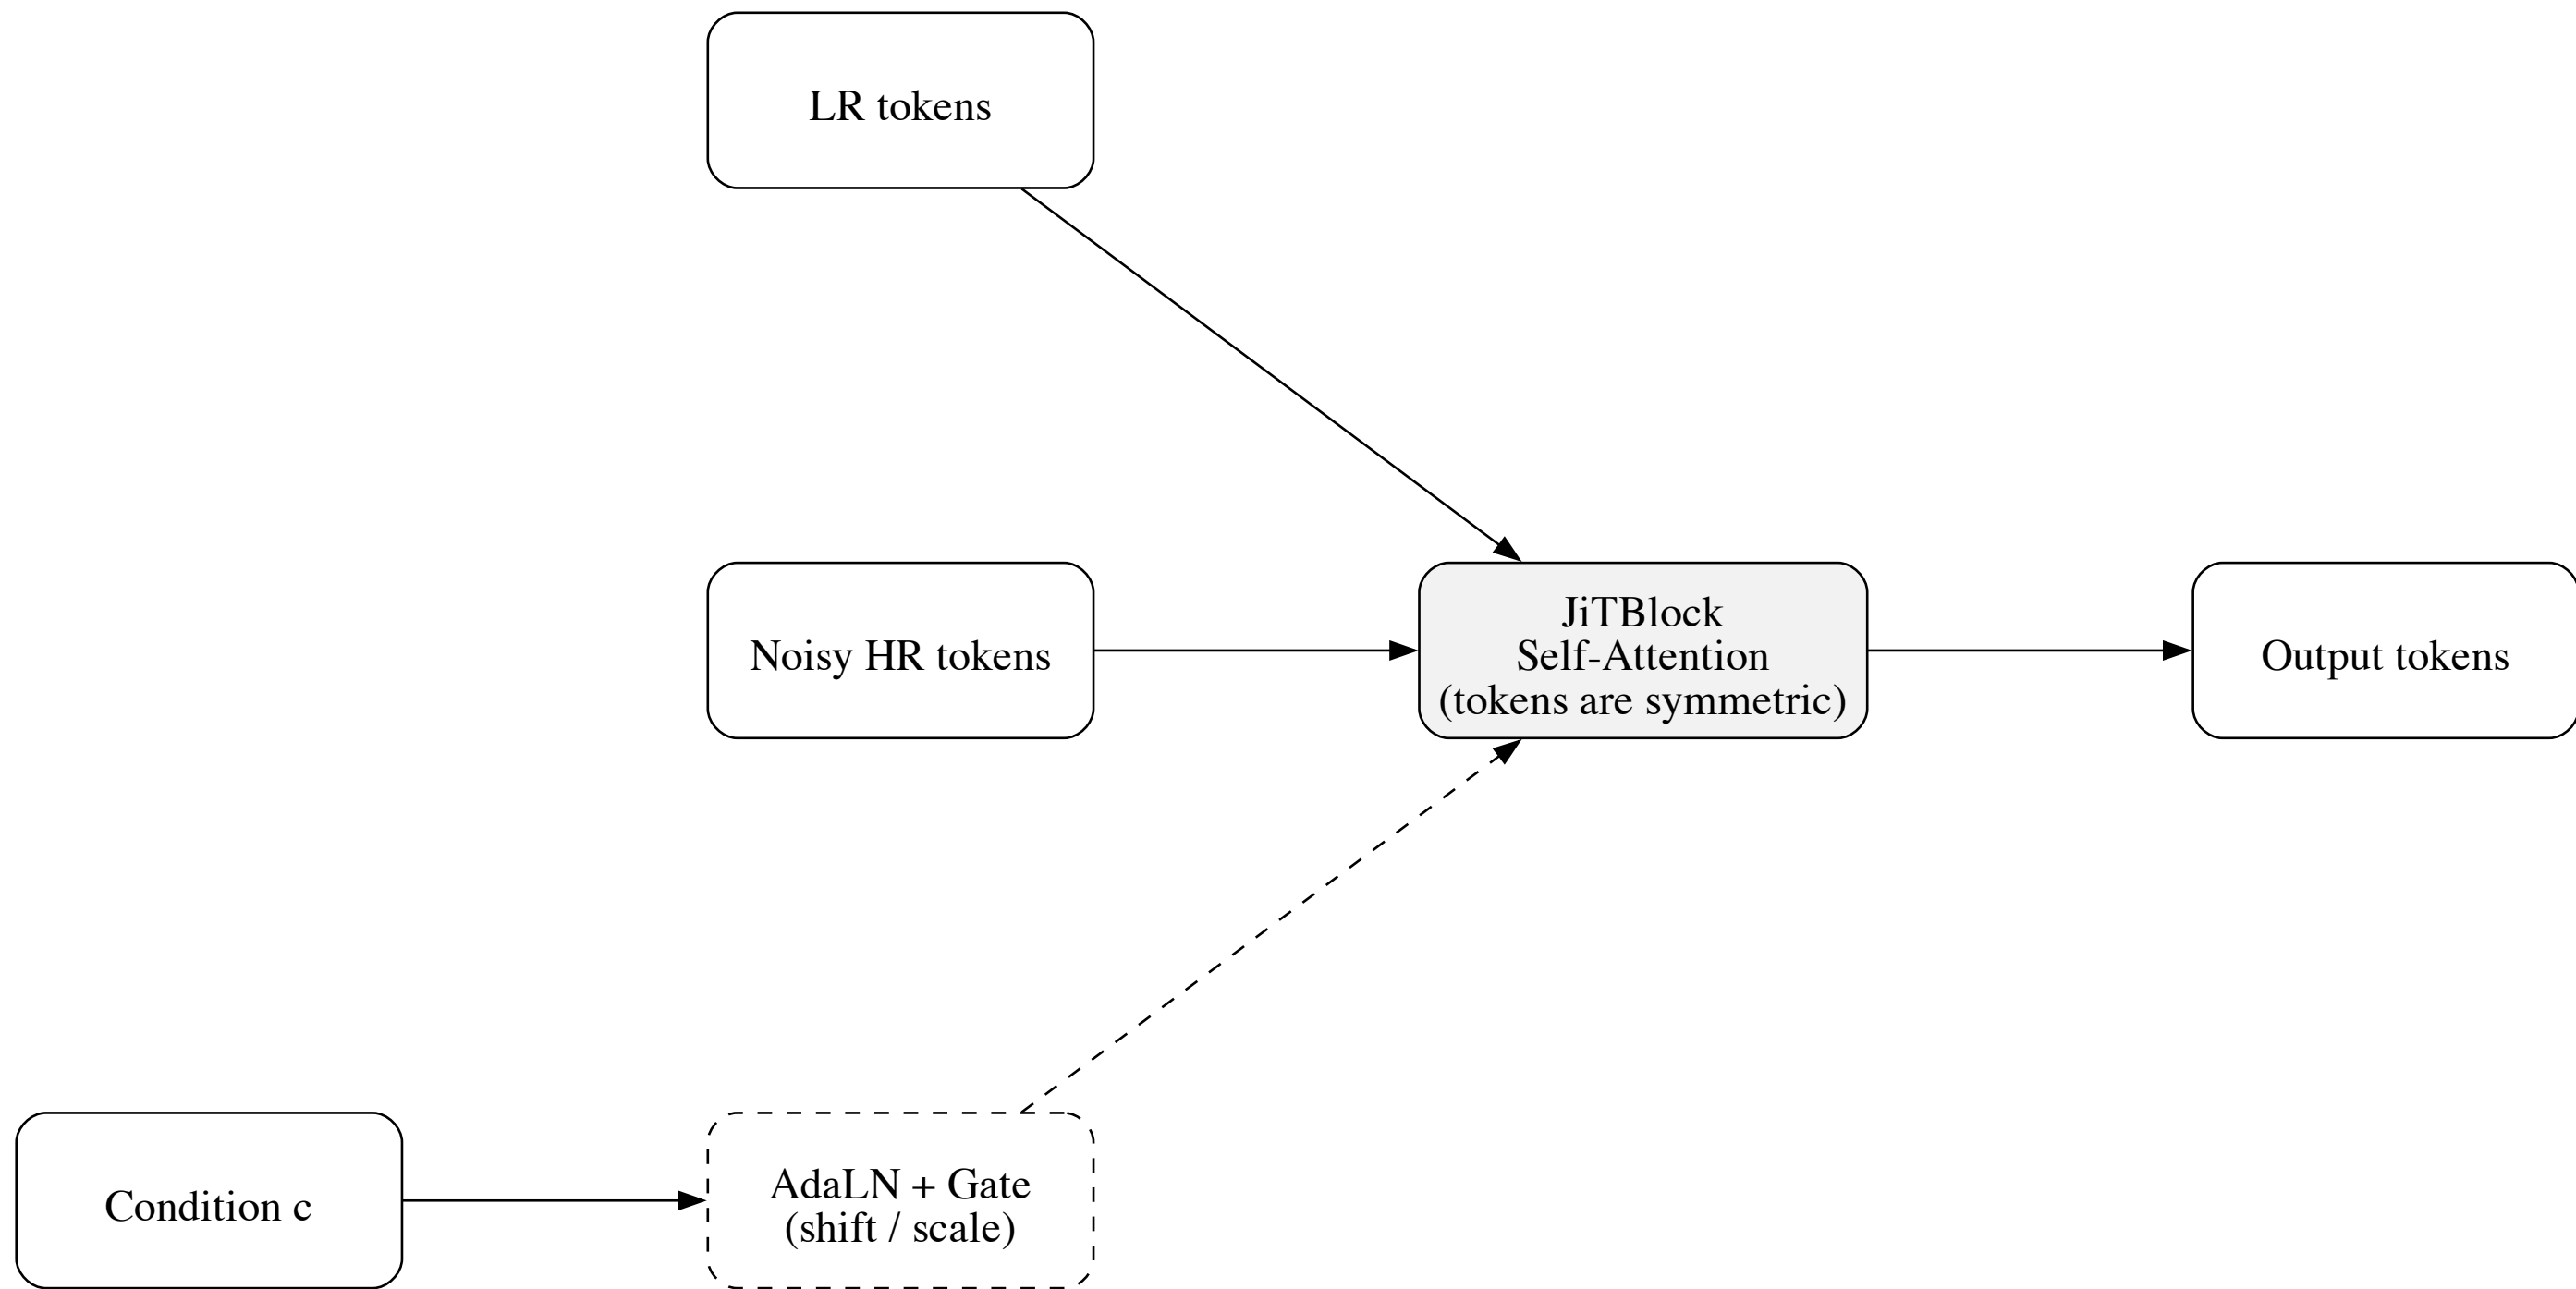 LR tokens
Noisy HR tokens
JiTBlock
Self-Attention
(tokens are symmetric)
Output tokens
Condition c
AdaLN + Gate
(shift / scale)